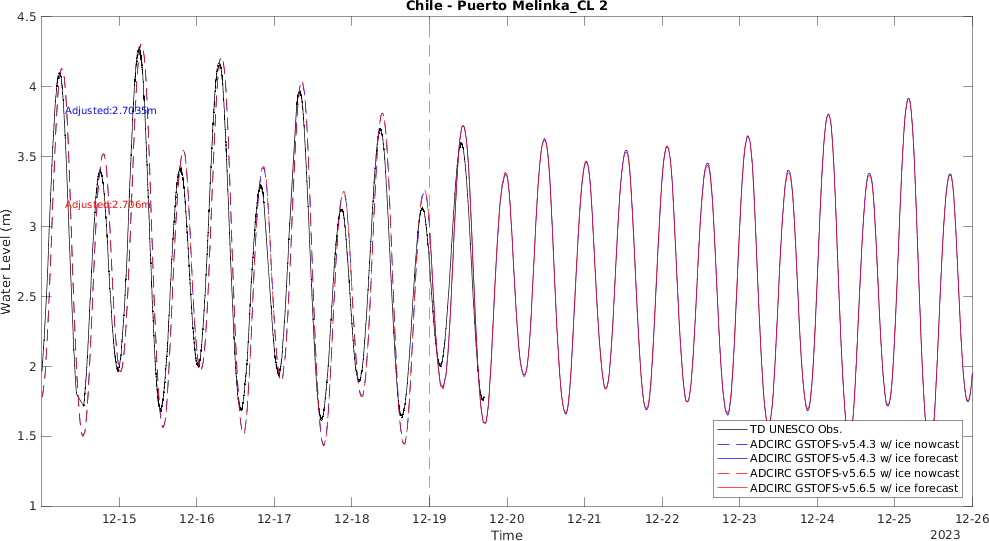 Chile - Puerto Melinka_CL 2
4.5
4
3.5
3
2.5
2
1.5
1
Water Level (m)
Adjusted:2.7035m
Adjusted:2.706m
TD UNESCO Obs.
ADCIRC GSTOFS-v5.4.3 w/ ice nowcast
ADCIRC GSTOFS-v5.4.3 w/ ice forecast
ADCIRC GSTOFS-v5.6.5 w/ ice nowcast
ADCIRC GSTOFS-v5.6.5 w/ ice forecast
12-15 12-16 12-17 12-18 12-19 12-20 12-21 12-22 12-23 12-24 12-25 12-26
Time
2023